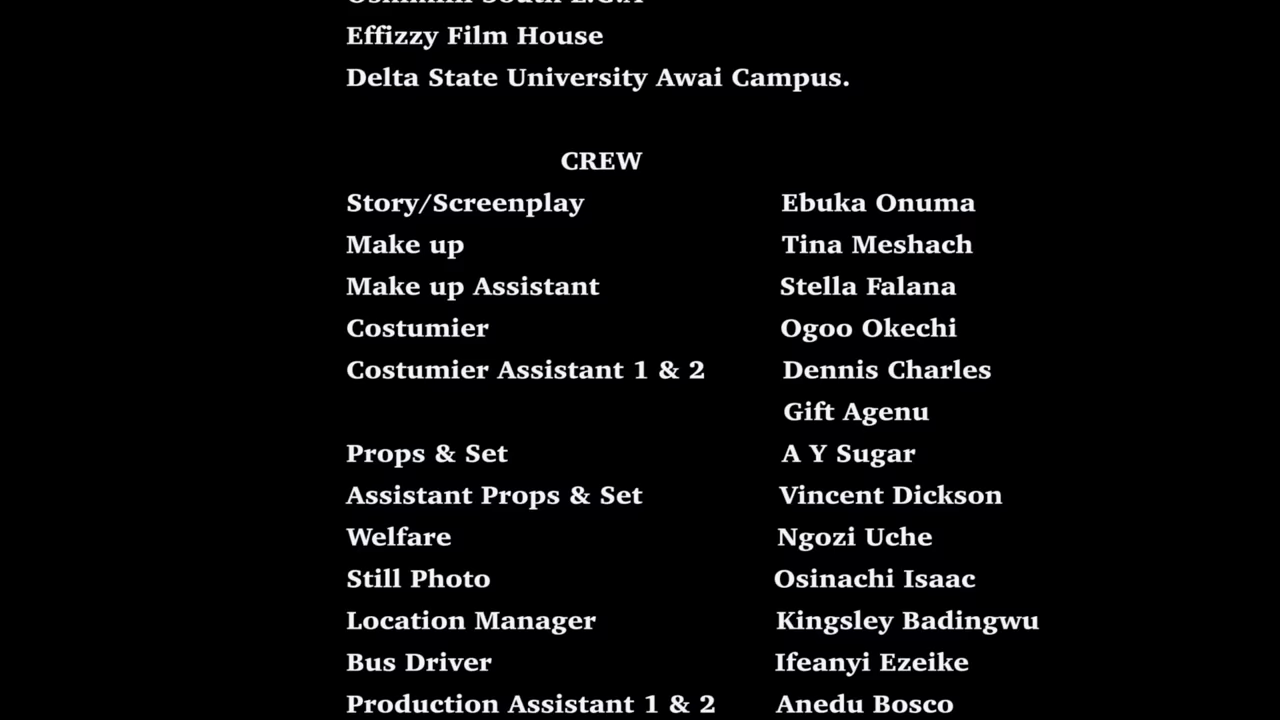 Oshimili South L.G.A
Effizzy Film House
Delta State University Awai Campus.
CREW
Story/Screenplay Ebuka Onuma
Make up Tina Meshach
Make up Assistant Stella Falana
Costumier Ogoo Okechi
Costumier Assistant 1 & 2 Dennis Charles
Gift Agenu
Props & Set A Y Sugar
Assistant Props & Set Vincent Dickson
Welfare Ngozi Uche
Still Photo Osinachi Isaac
Location Manager Kingsley Badingwu
Bus Driver Ifeanyi Ezeike
Production Assistant 1 & 2 Anedu Bosco